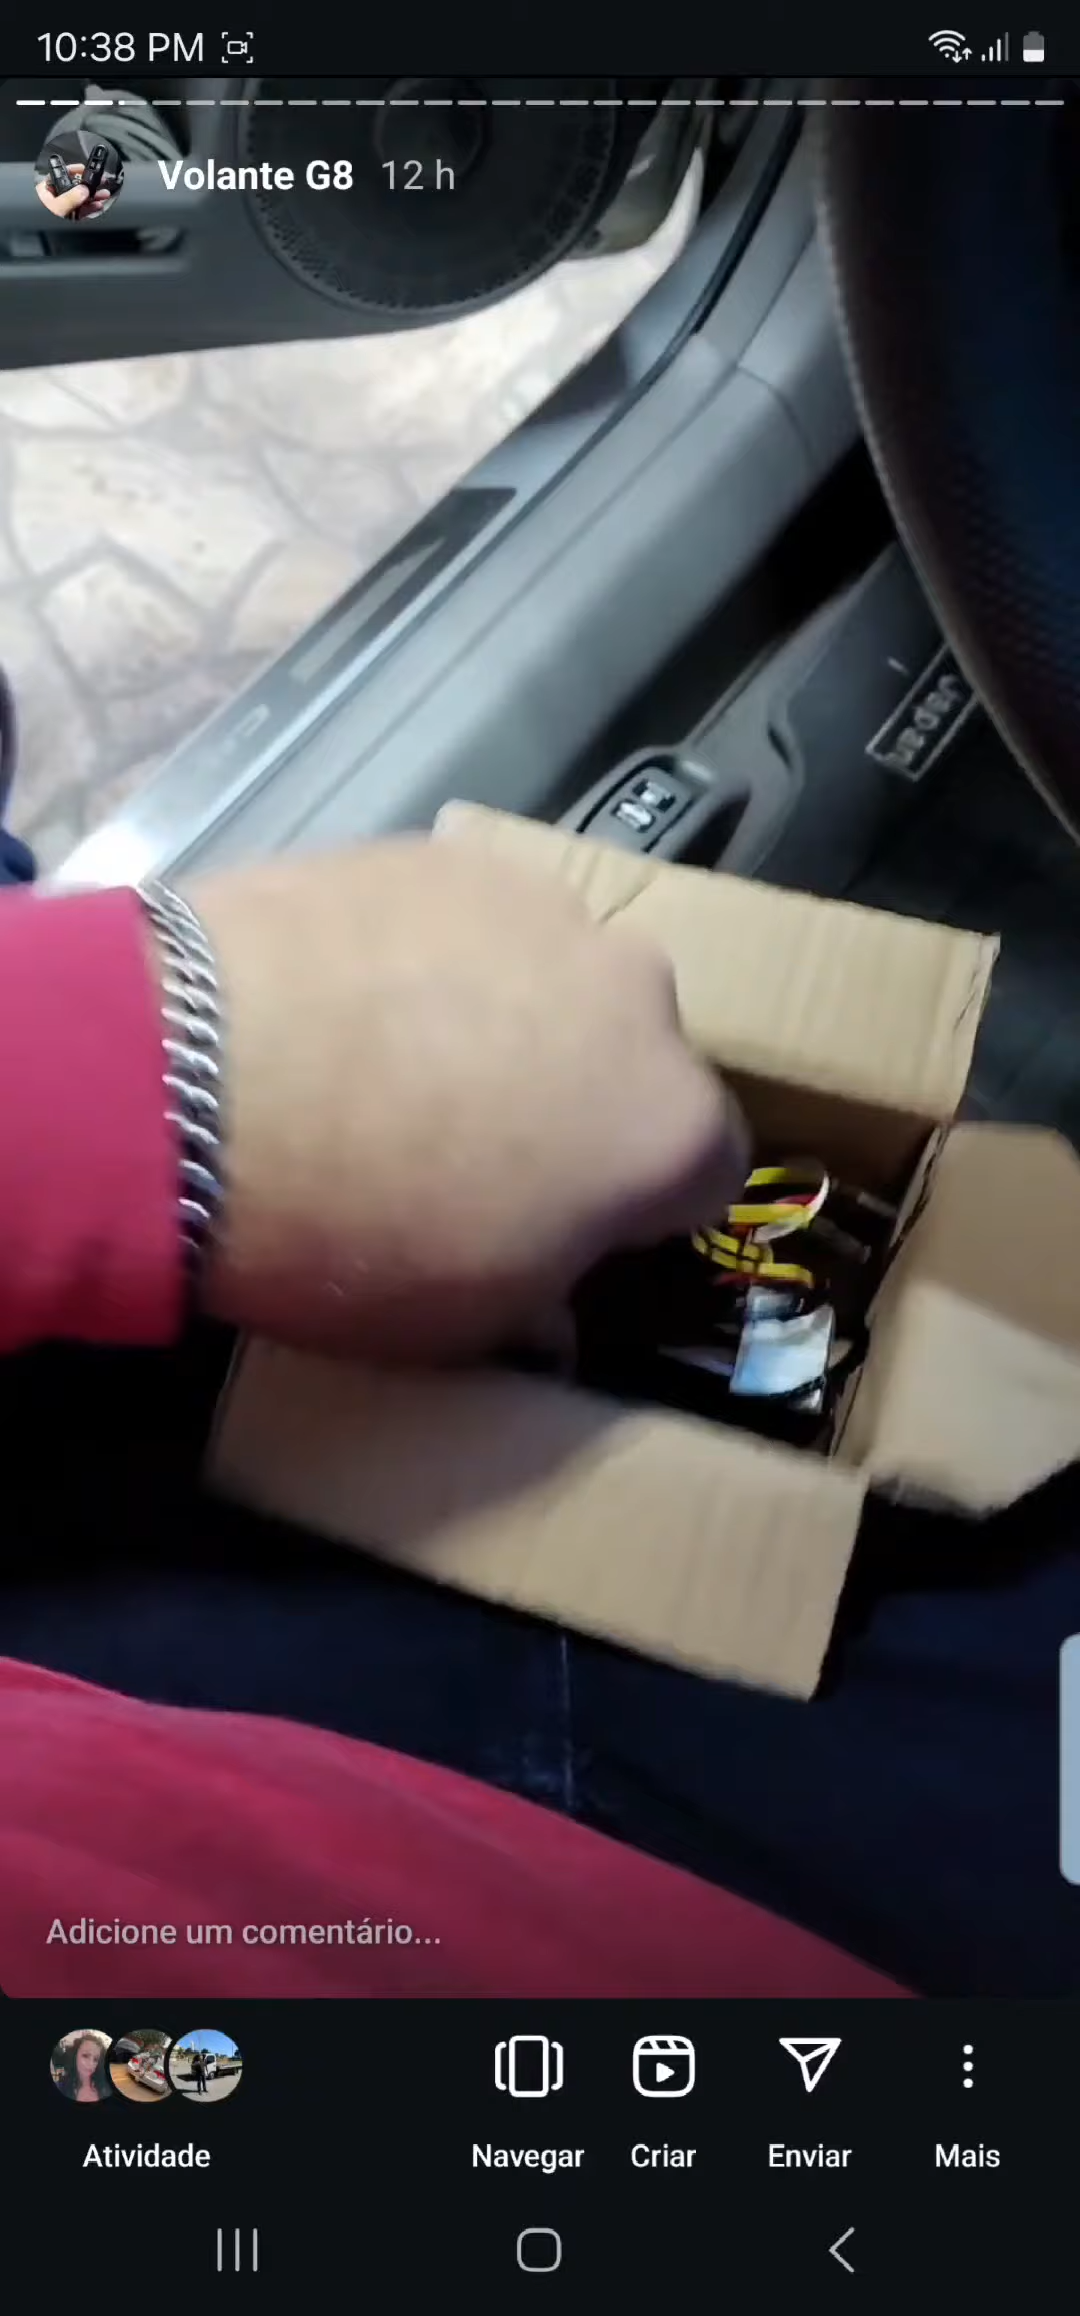 10:38 PM
Volante G8 12 h
Japan
Adicione um comentário...
Atividade
Navegar
Criar
Enviar
Mais